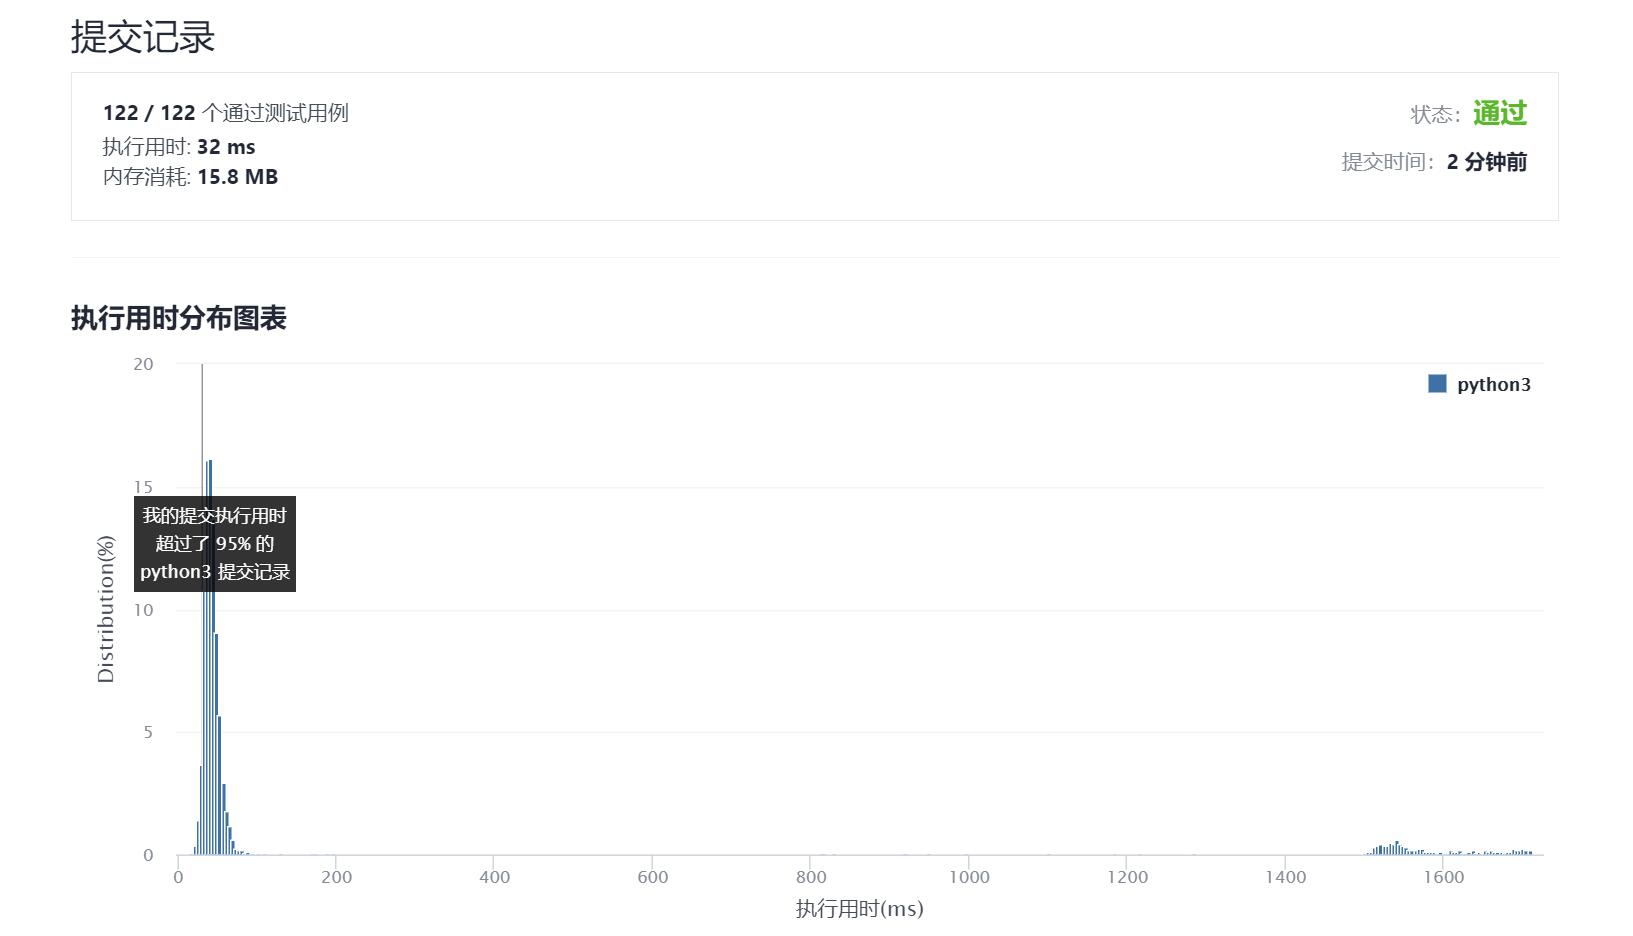 提交记录
122 / 122 个通过测试用例
状态：通过
执行用时: 32 ms
提交时间：2 分钟前
内存消耗: 15.8 MB
执行用时分布图表
20
python3
15
我的提交执行用时
超过了 95% 的
python3 提交记录
Distribution(%)
10
5
0
0 200 400 600 800 1000 1200 1400 1600
执行用时(ms)